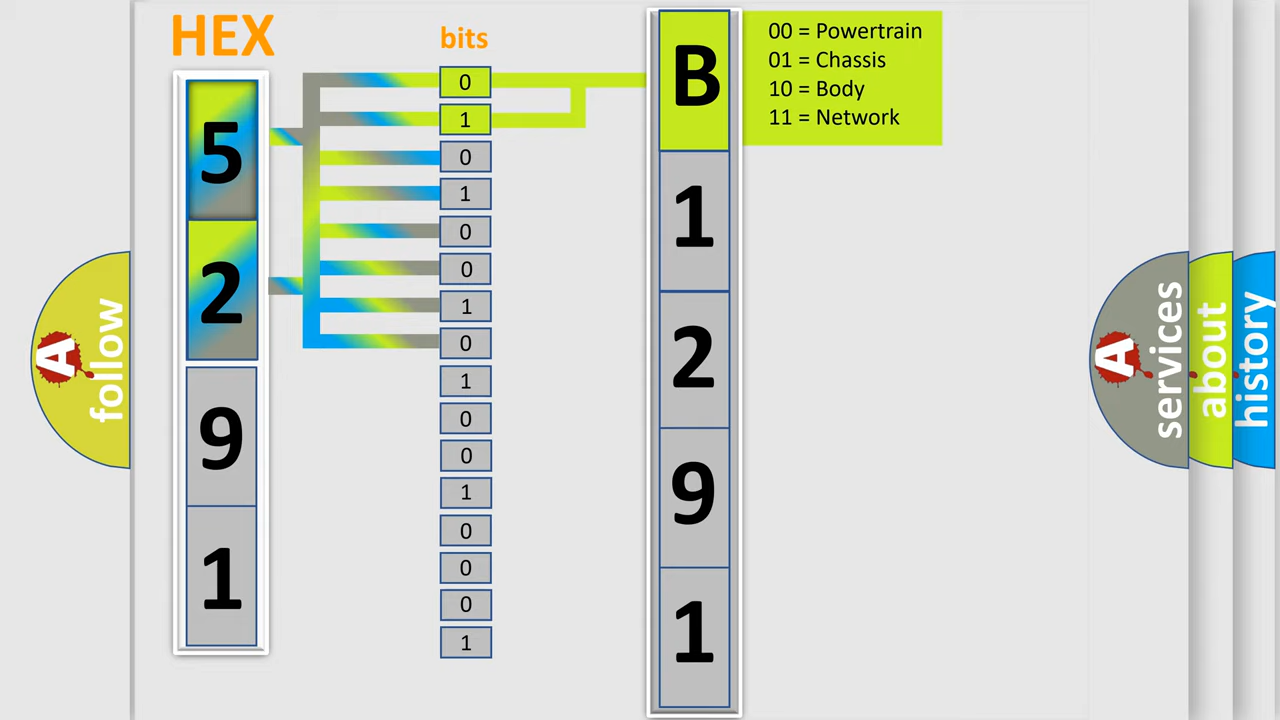 HEX
bits
5
2
9
1
0
1
0
1
0
0
1
0
1
0
0
1
0
0
0
1
B
1
2
9
1
00 = Powertrain
01 = Chassis
10 = Body
11 = Network
A
follow
A
services
about
history